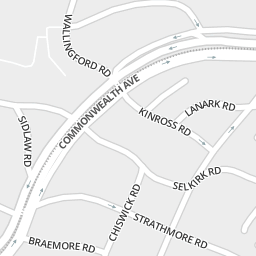 WALLINGFORD RD
COMMONWEALTH AVE
LANARK RD
KINROSS RD
SIDLAW RD
SELKIRK RD
CHISWICK RD
STRATHMORE RD
BRAEMORE RD